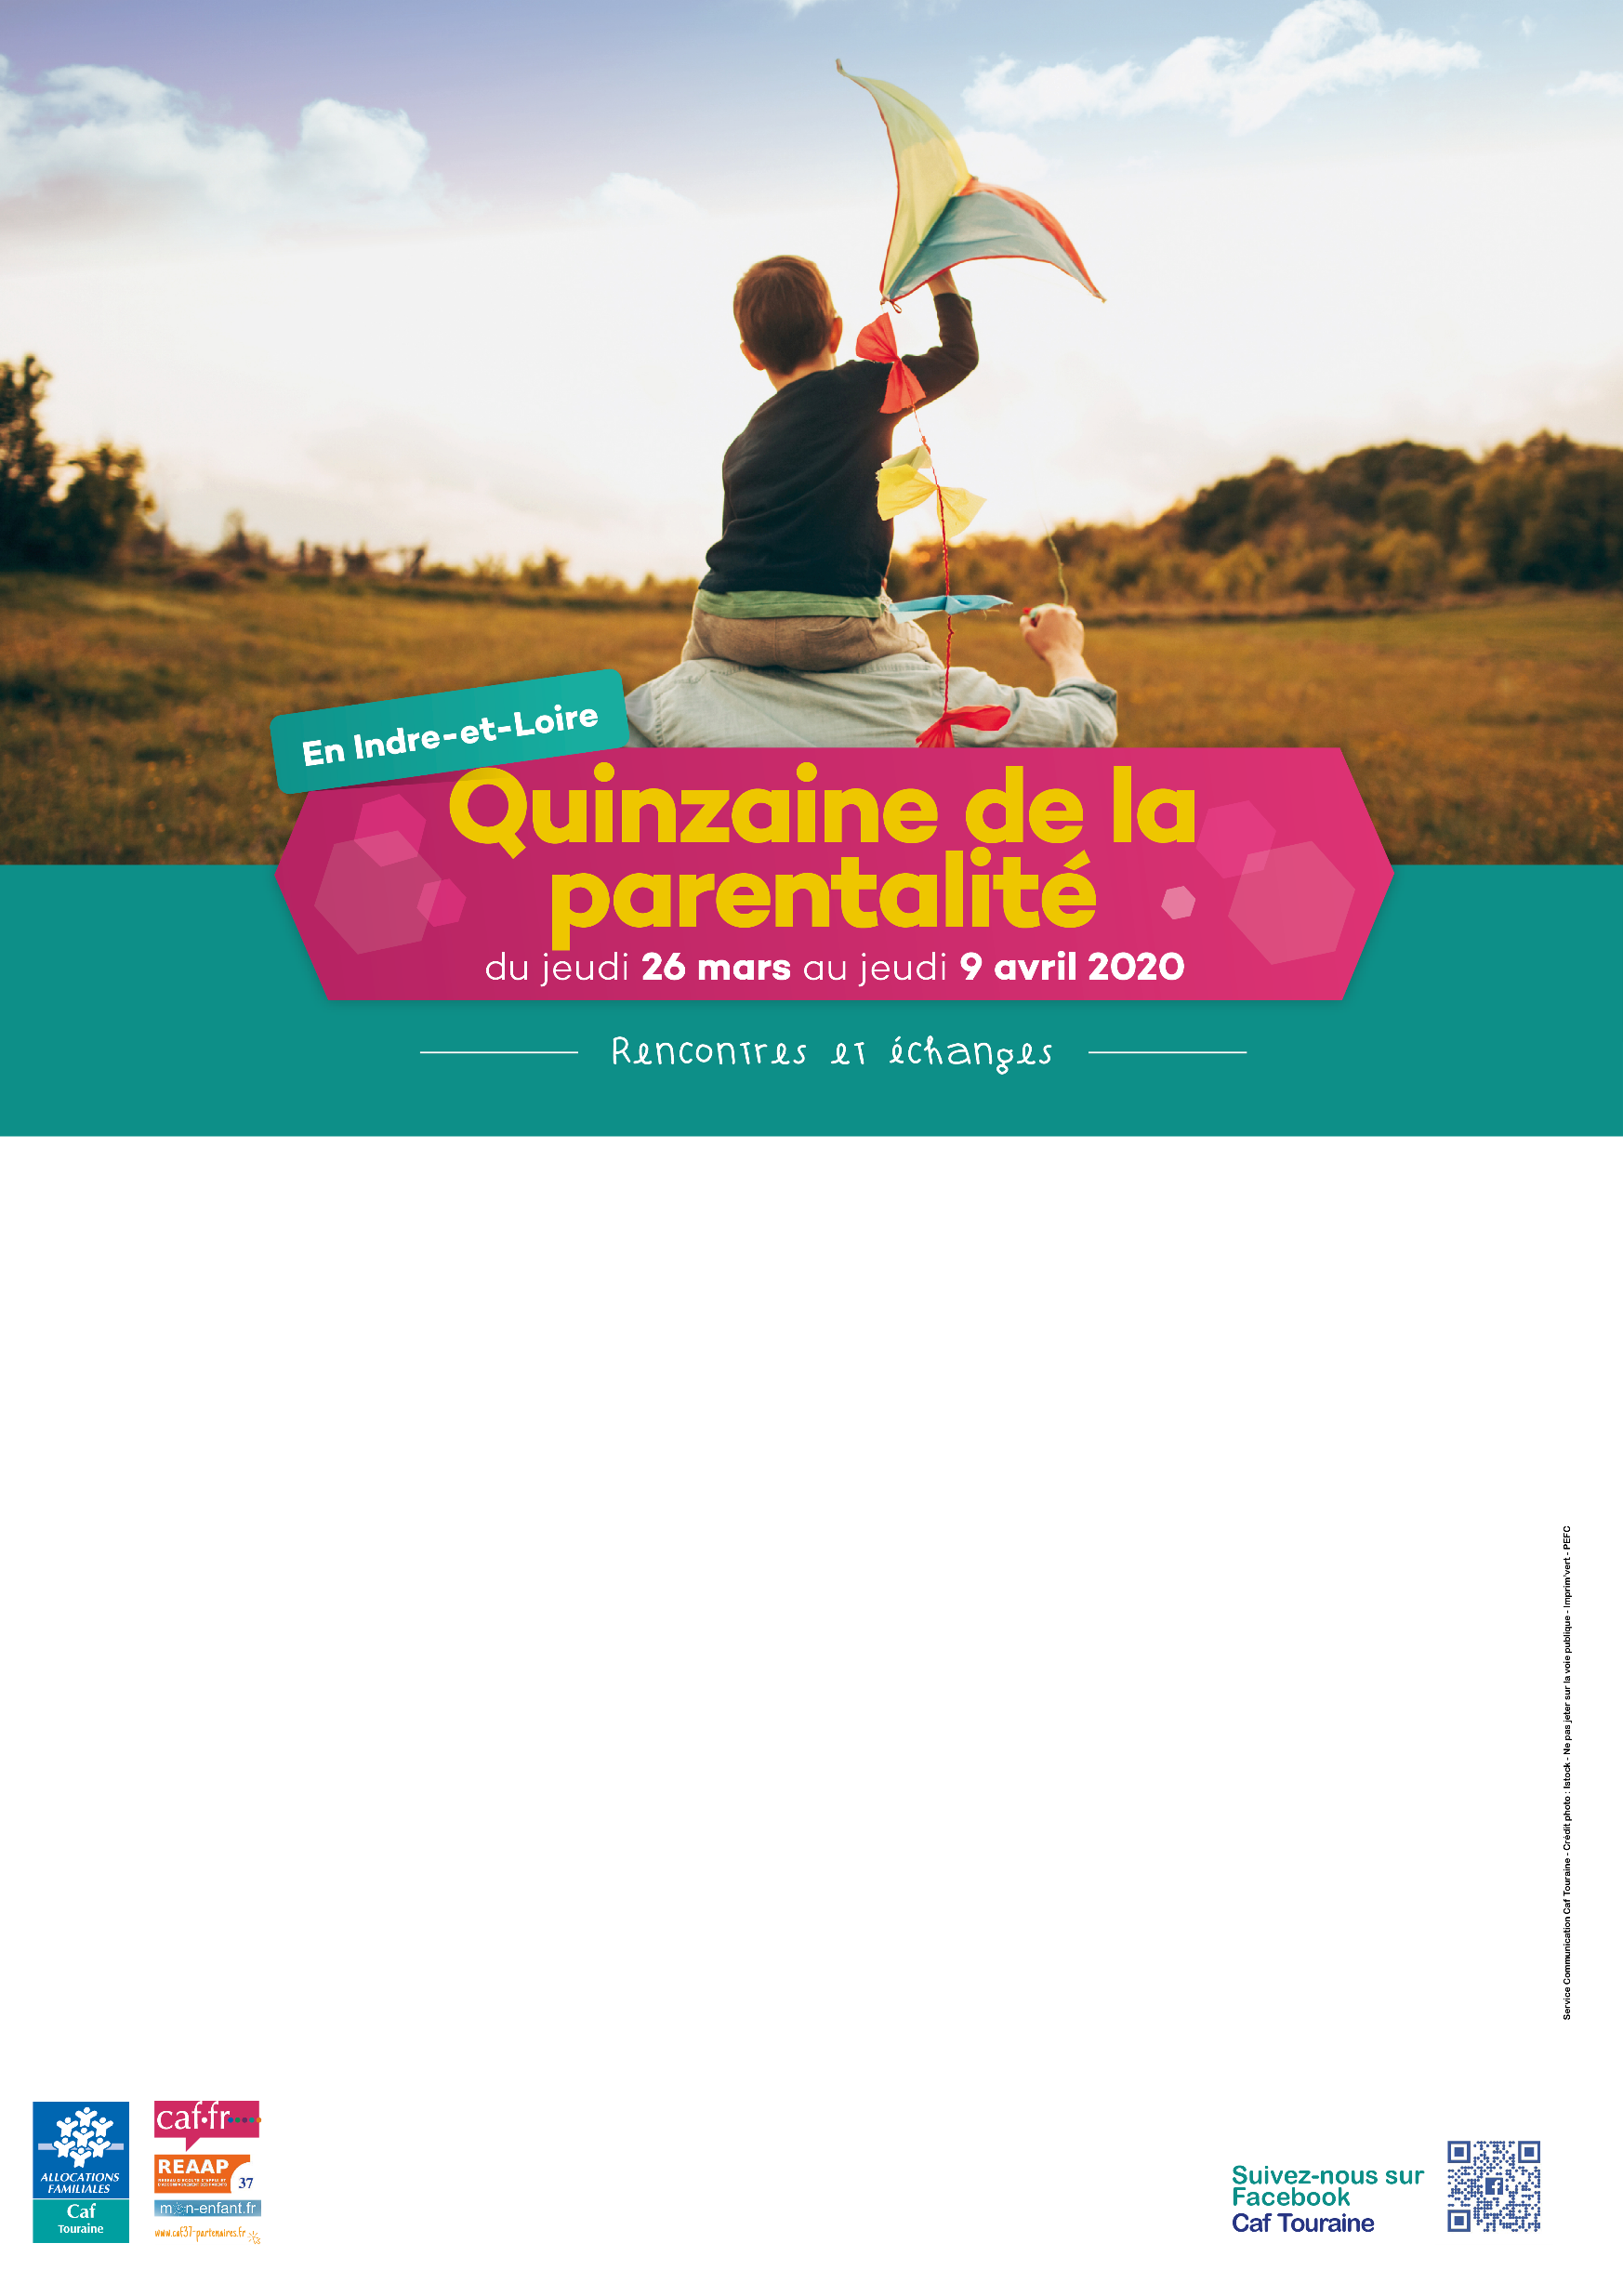 En Indre-et-Loire
Quinzaine de la
parentalité
du jeudi 26 mars au jeudi 9 avril 2020
Rencontres et échanges
Service Communication Caf Touraine - Crédit photo : Istock - Ne pas jeter sur la voie publique - Imprim'vert - PEFC
ALLOCATIONS
FAMILIALES
Caf
Touraine
caf.fr
REAAP
37
mon-enfant.fr
www.caf37-partenaires.fr
Suivez-nous sur
Facebook
Caf Touraine